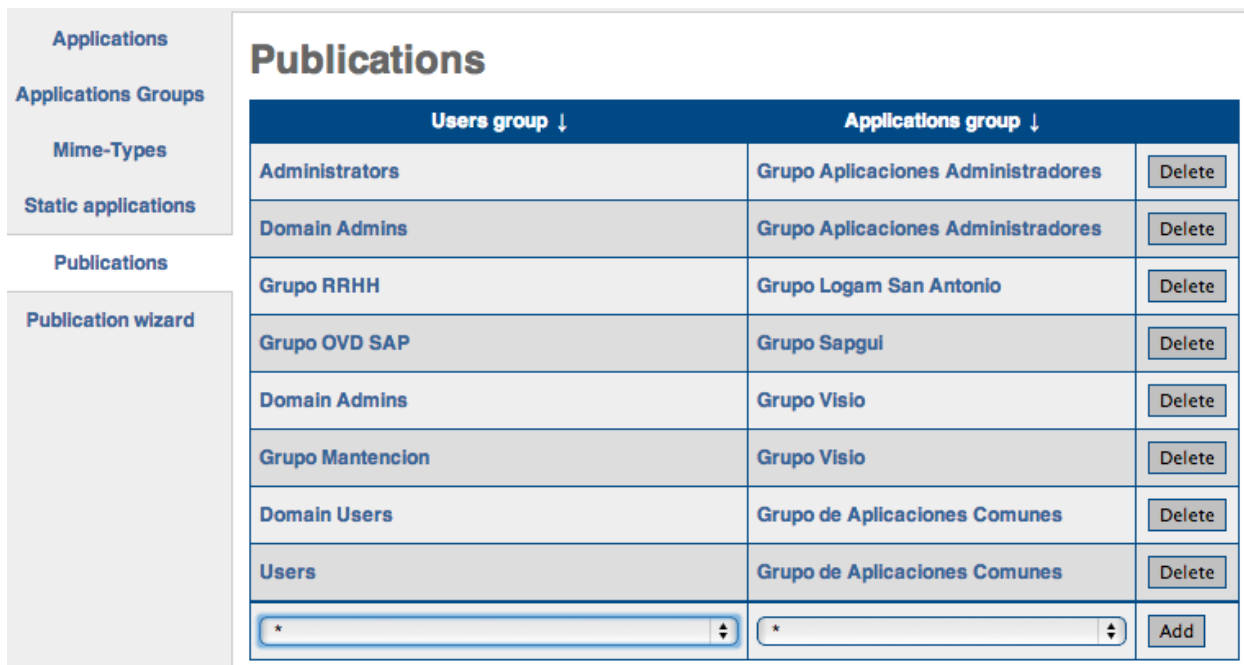 Applications
Applications Groups
Mime-Types
Static applications
Publications
Publication wizard
Publications
Users group ↓ Applications group ↓
Administrators Grupo Aplicaciones Administradores Delete
Domain Admins Grupo Aplicaciones Administradores Delete
Grupo RRHH Grupo Logam San Antonio Delete
Grupo OVD SAP Grupo Sapgui Delete
Domain Admins Grupo Visio Delete
Grupo Mantencion Grupo Visio Delete
Domain Users Grupo de Aplicaciones Comunes Delete
Users Grupo de Aplicaciones Comunes Delete
* * Add